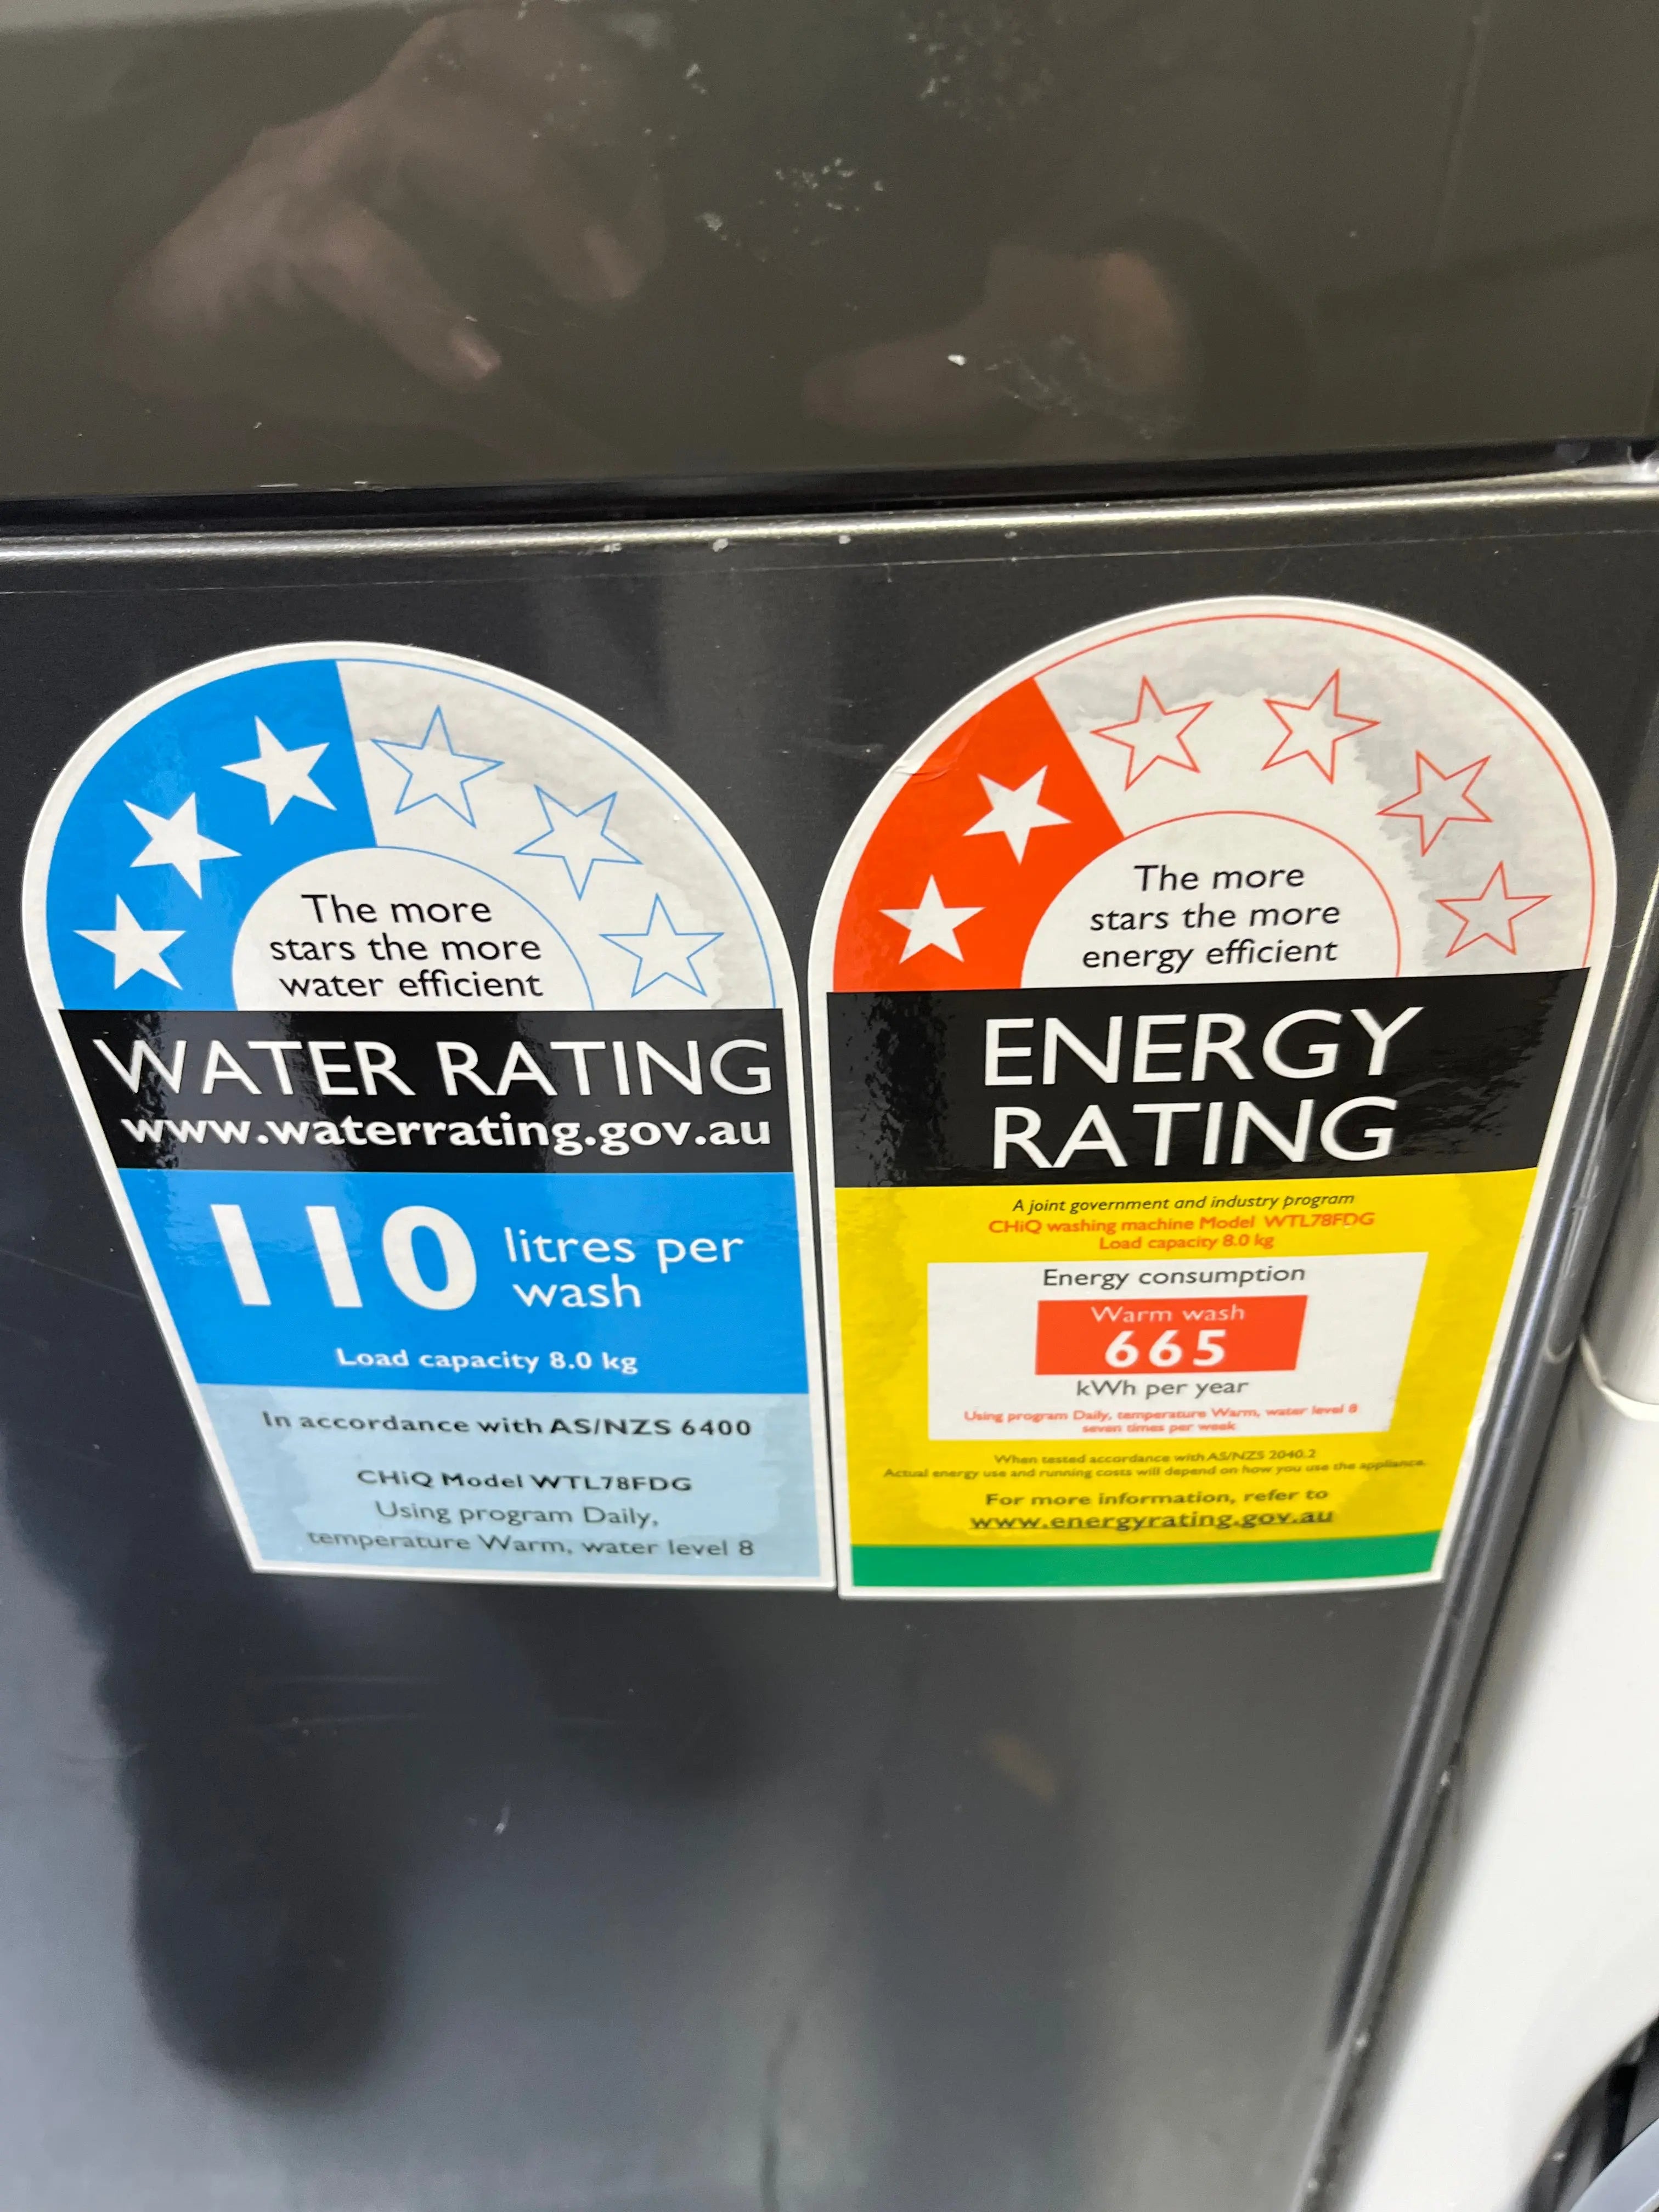 The more
stars the more
water efficient
WATER RATING
www.waterrating.gov.au
110 litres per
wash
Load capacity 8.0 kg
In accordance with AS/NZS 6400
CHiQ Model WTL78FDG
Using program Daily,
temperature Warm, water level 8
The more
stars the more
energy efficient
ENERGY
RATING
A joint government and industry program
CHiQ washing machine Model WTL78FDG
Load capacity 8.0 kg
Energy consumption
Warm wash
665
kWh per year
Using program Daily, temperature Warm, water level 8
seven times per week
When tested accordance with AS/NZS 2040.2
Actual energy use and running costs will depend on how you use the appliance.
For more information, refer to
www.energyrating.gov.au